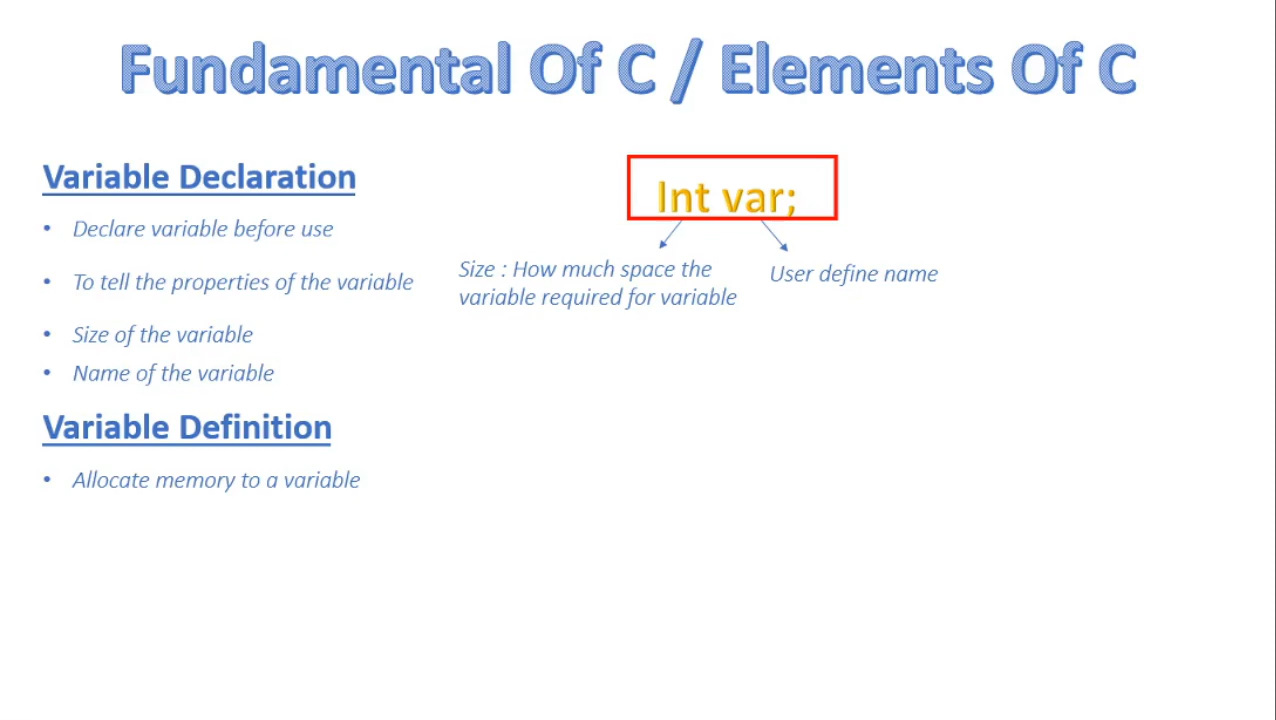 Fundamental Of C / Elements Of C
Variable Declaration
• Declare variable before use
• To tell the properties of the variable
• Size of the variable
• Name of the variable
Int var;
Size : How much space the
variable required for variable
User define name
Variable Definition
• Allocate memory to a variable